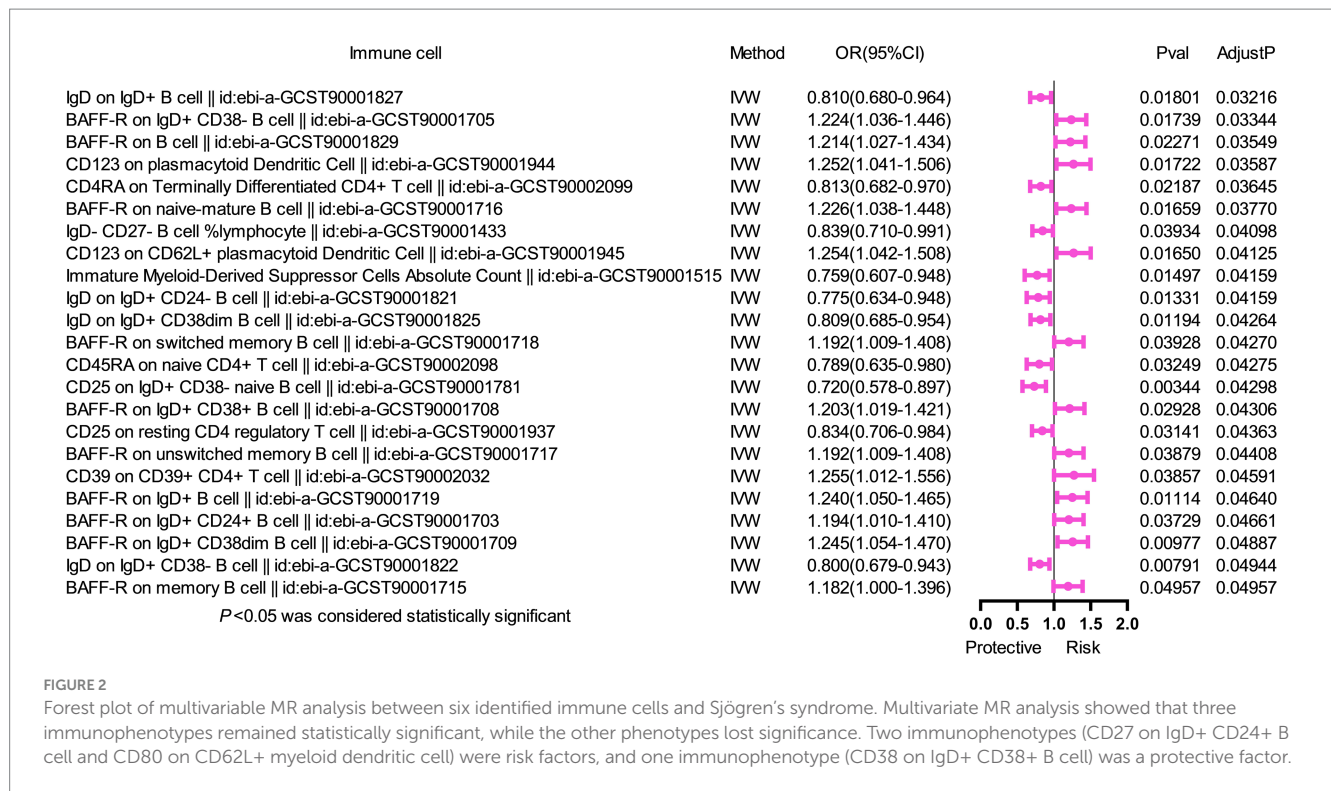 Immune cell Method OR(95%CI) Pval AdjustP
IgD on IgD+ B cell || id:ebi-a-GCST90001827 IVW 0.810(0.680-0.964) 0.01801 0.03216
BAFF-R on IgD+ CD38- B cell || id:ebi-a-GCST90001705 IVW 1.224(1.036-1.446) 0.01739 0.03344
BAFF-R on B cell || id:ebi-a-GCST90001829 IVW 1.214(1.027-1.434) 0.02271 0.03549
CD123 on plasmacytoid Dendritic Cell || id:ebi-a-GCST90001944 IVW 1.252(1.041-1.506) 0.01722 0.03587
CD4RA on Terminally Differentiated CD4+ T cell || id:ebi-a-GCST90002099 IVW 0.813(0.682-0.970) 0.02187 0.03645
BAFF-R on naive-mature B cell || id:ebi-a-GCST90001716 IVW 1.226(1.038-1.448) 0.01659 0.03770
IgD- CD27- B cell %lymphocyte || id:ebi-a-GCST90001433 IVW 0.839(0.710-0.991) 0.03934 0.04098
CD123 on CD62L+ plasmacytoid Dendritic Cell || id:ebi-a-GCST90001945 IVW 1.254(1.042-1.508) 0.01650 0.04125
Immature Myeloid-Derived Suppressor Cells Absolute Count || id:ebi-a-GCST90001515 IVW 0.759(0.607-0.948) 0.01497 0.04159
IgD on IgD+ CD24- B cell || id:ebi-a-GCST90001821 IVW 0.775(0.634-0.948) 0.01331 0.04159
IgD on IgD+ CD38dim B cell || id:ebi-a-GCST90001825 IVW 0.809(0.685-0.954) 0.01194 0.04264
BAFF-R on switched memory B cell || id:ebi-a-GCST90001718 IVW 1.192(1.009-1.408) 0.03928 0.04270
CD45RA on naive CD4+ T cell || id:ebi-a-GCST90002098 IVW 0.789(0.635-0.980) 0.03249 0.04275
CD25 on IgD+ CD38- naive B cell || id:ebi-a-GCST90001781 IVW 0.720(0.578-0.897) 0.00344 0.04298
BAFF-R on IgD+ CD38+ B cell || id:ebi-a-GCST90001708 IVW 1.203(1.019-1.421) 0.02928 0.04306
CD25 on resting CD4 regulatory T cell || id:ebi-a-GCST90001937 IVW 0.834(0.706-0.984) 0.03141 0.04363
BAFF-R on unswitched memory B cell || id:ebi-a-GCST90001717 IVW 1.192(1.009-1.408) 0.03879 0.04408
CD39 on CD39+ CD4+ T cell || id:ebi-a-GCST90002032 IVW 1.255(1.012-1.556) 0.03857 0.04591
BAFF-R on IgD+ B cell || id:ebi-a-GCST90001719 IVW 1.240(1.050-1.465) 0.01114 0.04640
BAFF-R on IgD+ CD24+ B cell || id:ebi-a-GCST90001703 IVW 1.194(1.010-1.410) 0.03729 0.04661
BAFF-R on IgD+ CD38dim B cell || id:ebi-a-GCST90001709 IVW 1.245(1.054-1.470) 0.00977 0.04887
IgD on IgD+ CD38- B cell || id:ebi-a-GCST90001822 IVW 0.800(0.679-0.943) 0.00791 0.04944
BAFF-R on memory B cell || id:ebi-a-GCST90001715 IVW 1.182(1.000-1.396) 0.04957 0.04957
P<0.05 was considered statistically significant
0.0 0.5 1.0 1.5 2.0
Protective Risk
FIGURE 2
Forest plot of multivariable MR analysis between six identified immune cells and Sjögren's syndrome. Multivariate MR analysis showed that three
immunophenotypes remained statistically significant, while the other phenotypes lost significance. Two immunophenotypes (CD27 on IgD+ CD24+ B
cell and CD80 on CD62L+ myeloid dendritic cell) were risk factors, and one immunophenotype (CD38 on IgD+ CD38+ B cell) was a protective factor.